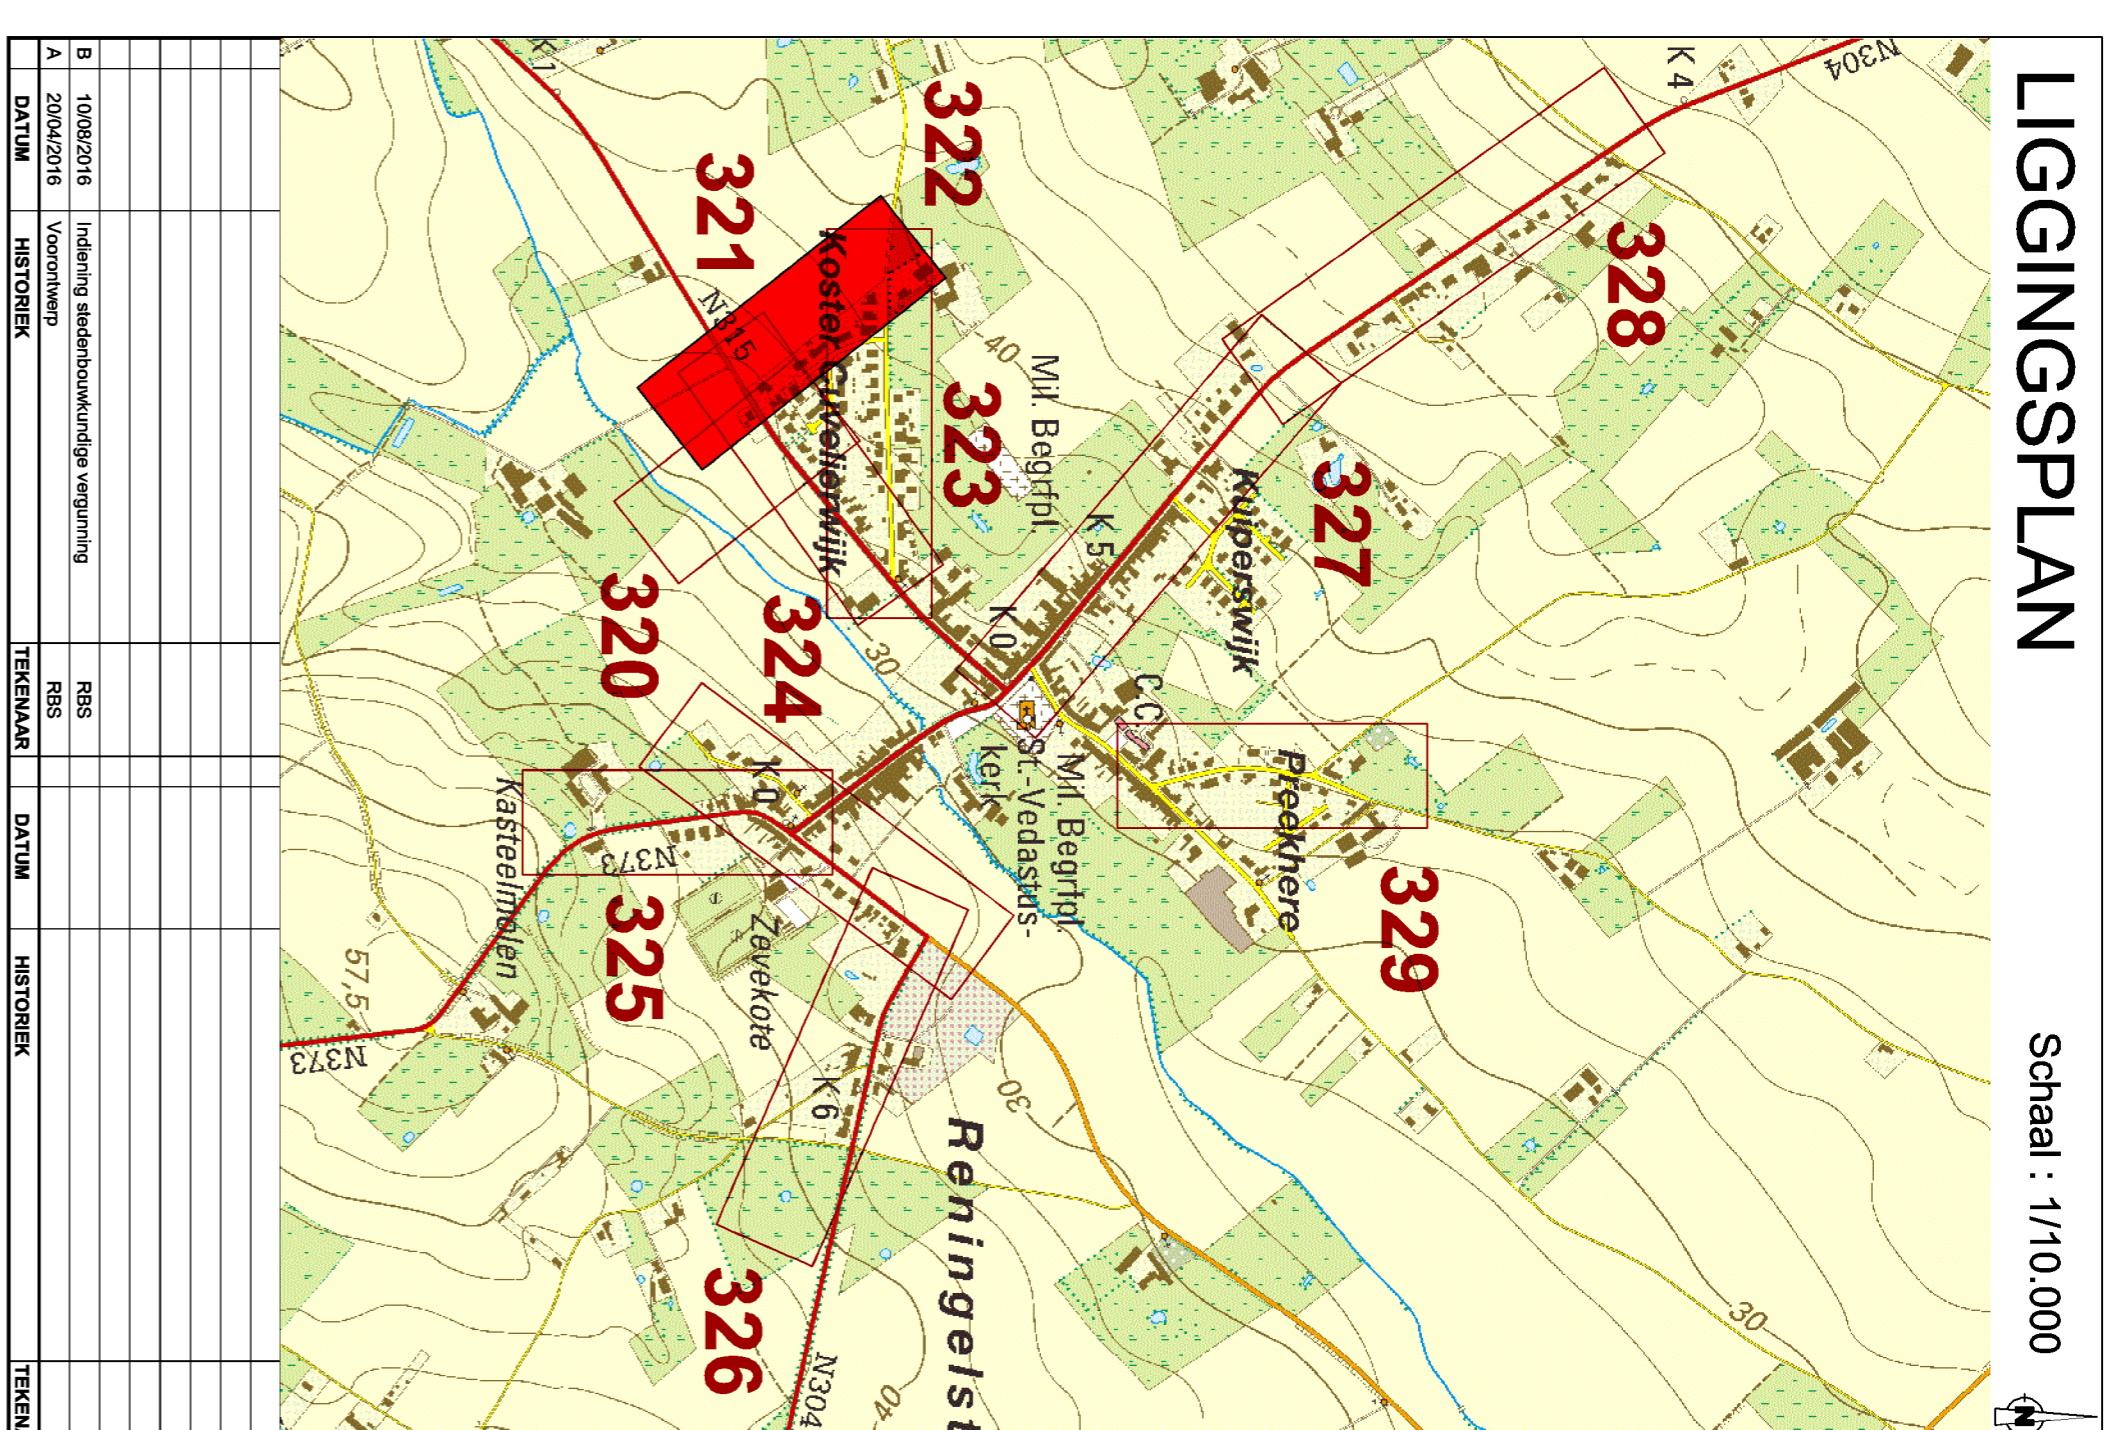 LIGGINGSPLAN
Schaal : 1/10.000
N
N304
K 4
K 1
322
321
328
Koster Cuvelierwijk
N315
40
Mil. Begrfpl.
323
327
Kuiperswijk
K 5
K 0
320
324
30
C.C.
St.-Vedastus-
kerk
Mil. Begrfpl.
Preekhere
329
K 0
Kasteelmolen
N373
325
Zevekote
57,5
N373
K 6
30
Reningelst
326
N304
40
30
B 10/08/2016 Indiening stedenbouwkundige vergunning RBS
A 20/04/2016 Voorontwerp RBS
DATUM HISTORIEK TEKENAAR DATUM HISTORIEK